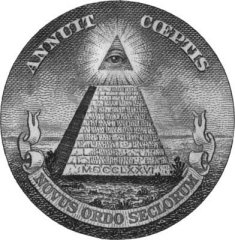 ANNUIT CŒPTIS
MDCCLXXVI
NOVUS ORDO SECLORUM